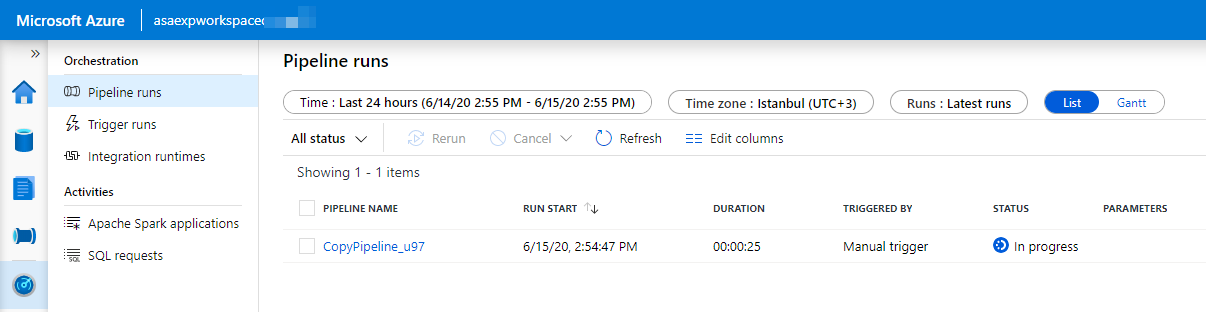 Microsoft Azure
asaexpworkspace
»
Orchestration
Pipeline runs
Trigger runs
Integration runtimes
Activities
Apache Spark applications
SQL requests
Pipeline runs
Time : Last 24 hours (6/14/20 2:55 PM - 6/15/20 2:55 PM) Time zone : Istanbul (UTC+3) Runs : Latest runs List Gantt
All status Rerun Cancel Refresh Edit columns
Showing 1 - 1 items
PIPELINE NAME RUN START DURATION TRIGGERED BY STATUS PARAMETERS
CopyPipeline_u97 6/15/20, 2:54:47 PM 00:00:25 Manual trigger In progress